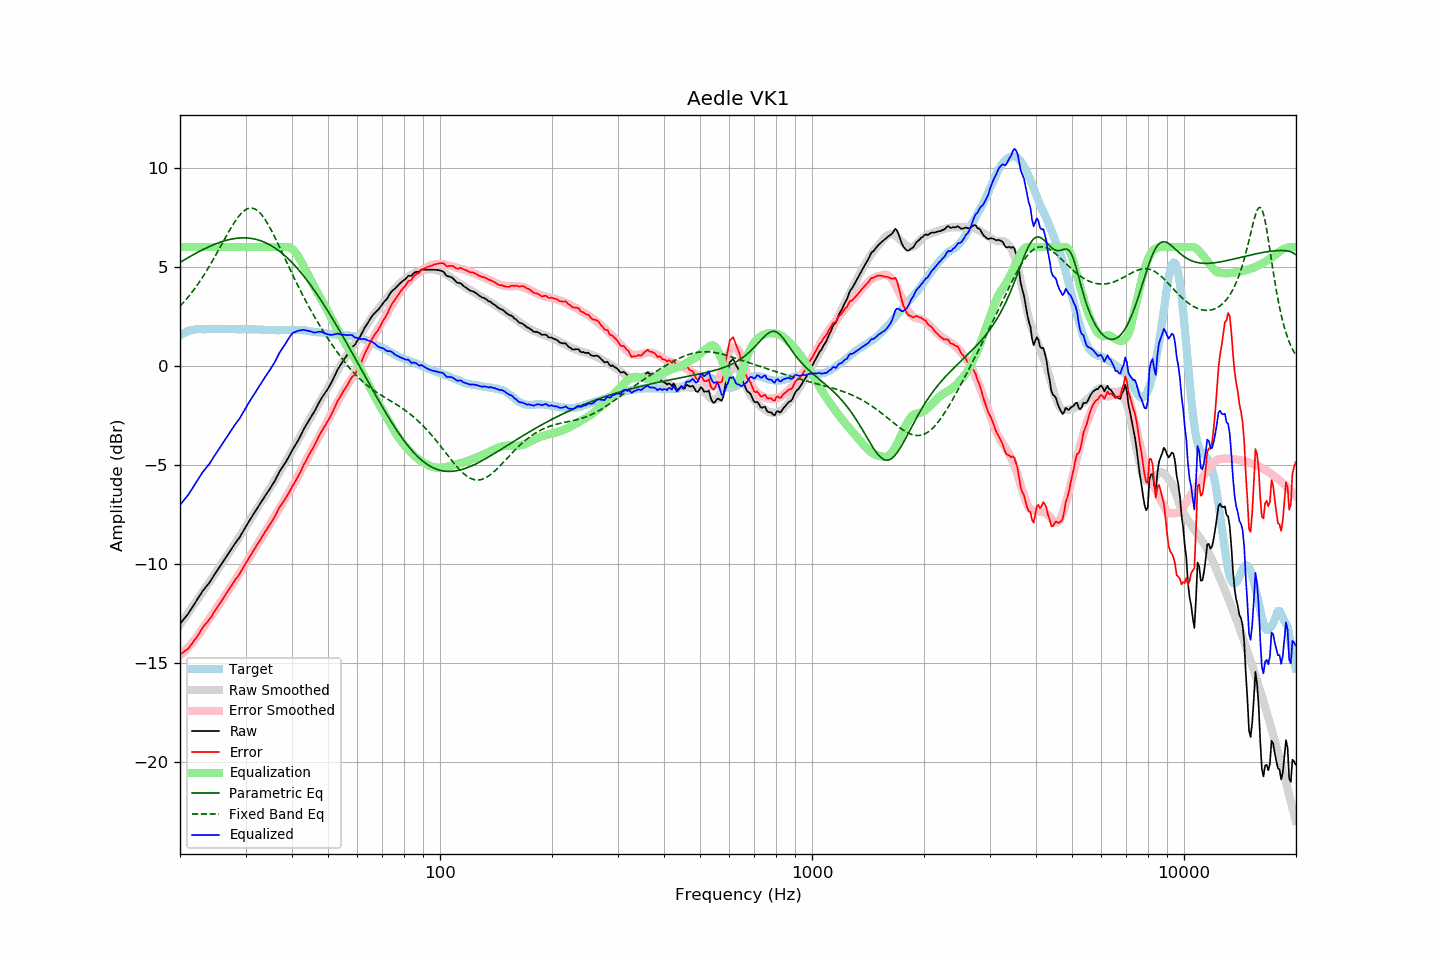 Aedle VK1
Amplitude (dBr)
10
5
0
−5
−10
−15
−20
Target
Raw Smoothed
Error Smoothed
Raw
Error
Equalization
Parametric Eq
Fixed Band Eq
Equalized
100
1000
10000
Frequency (Hz)